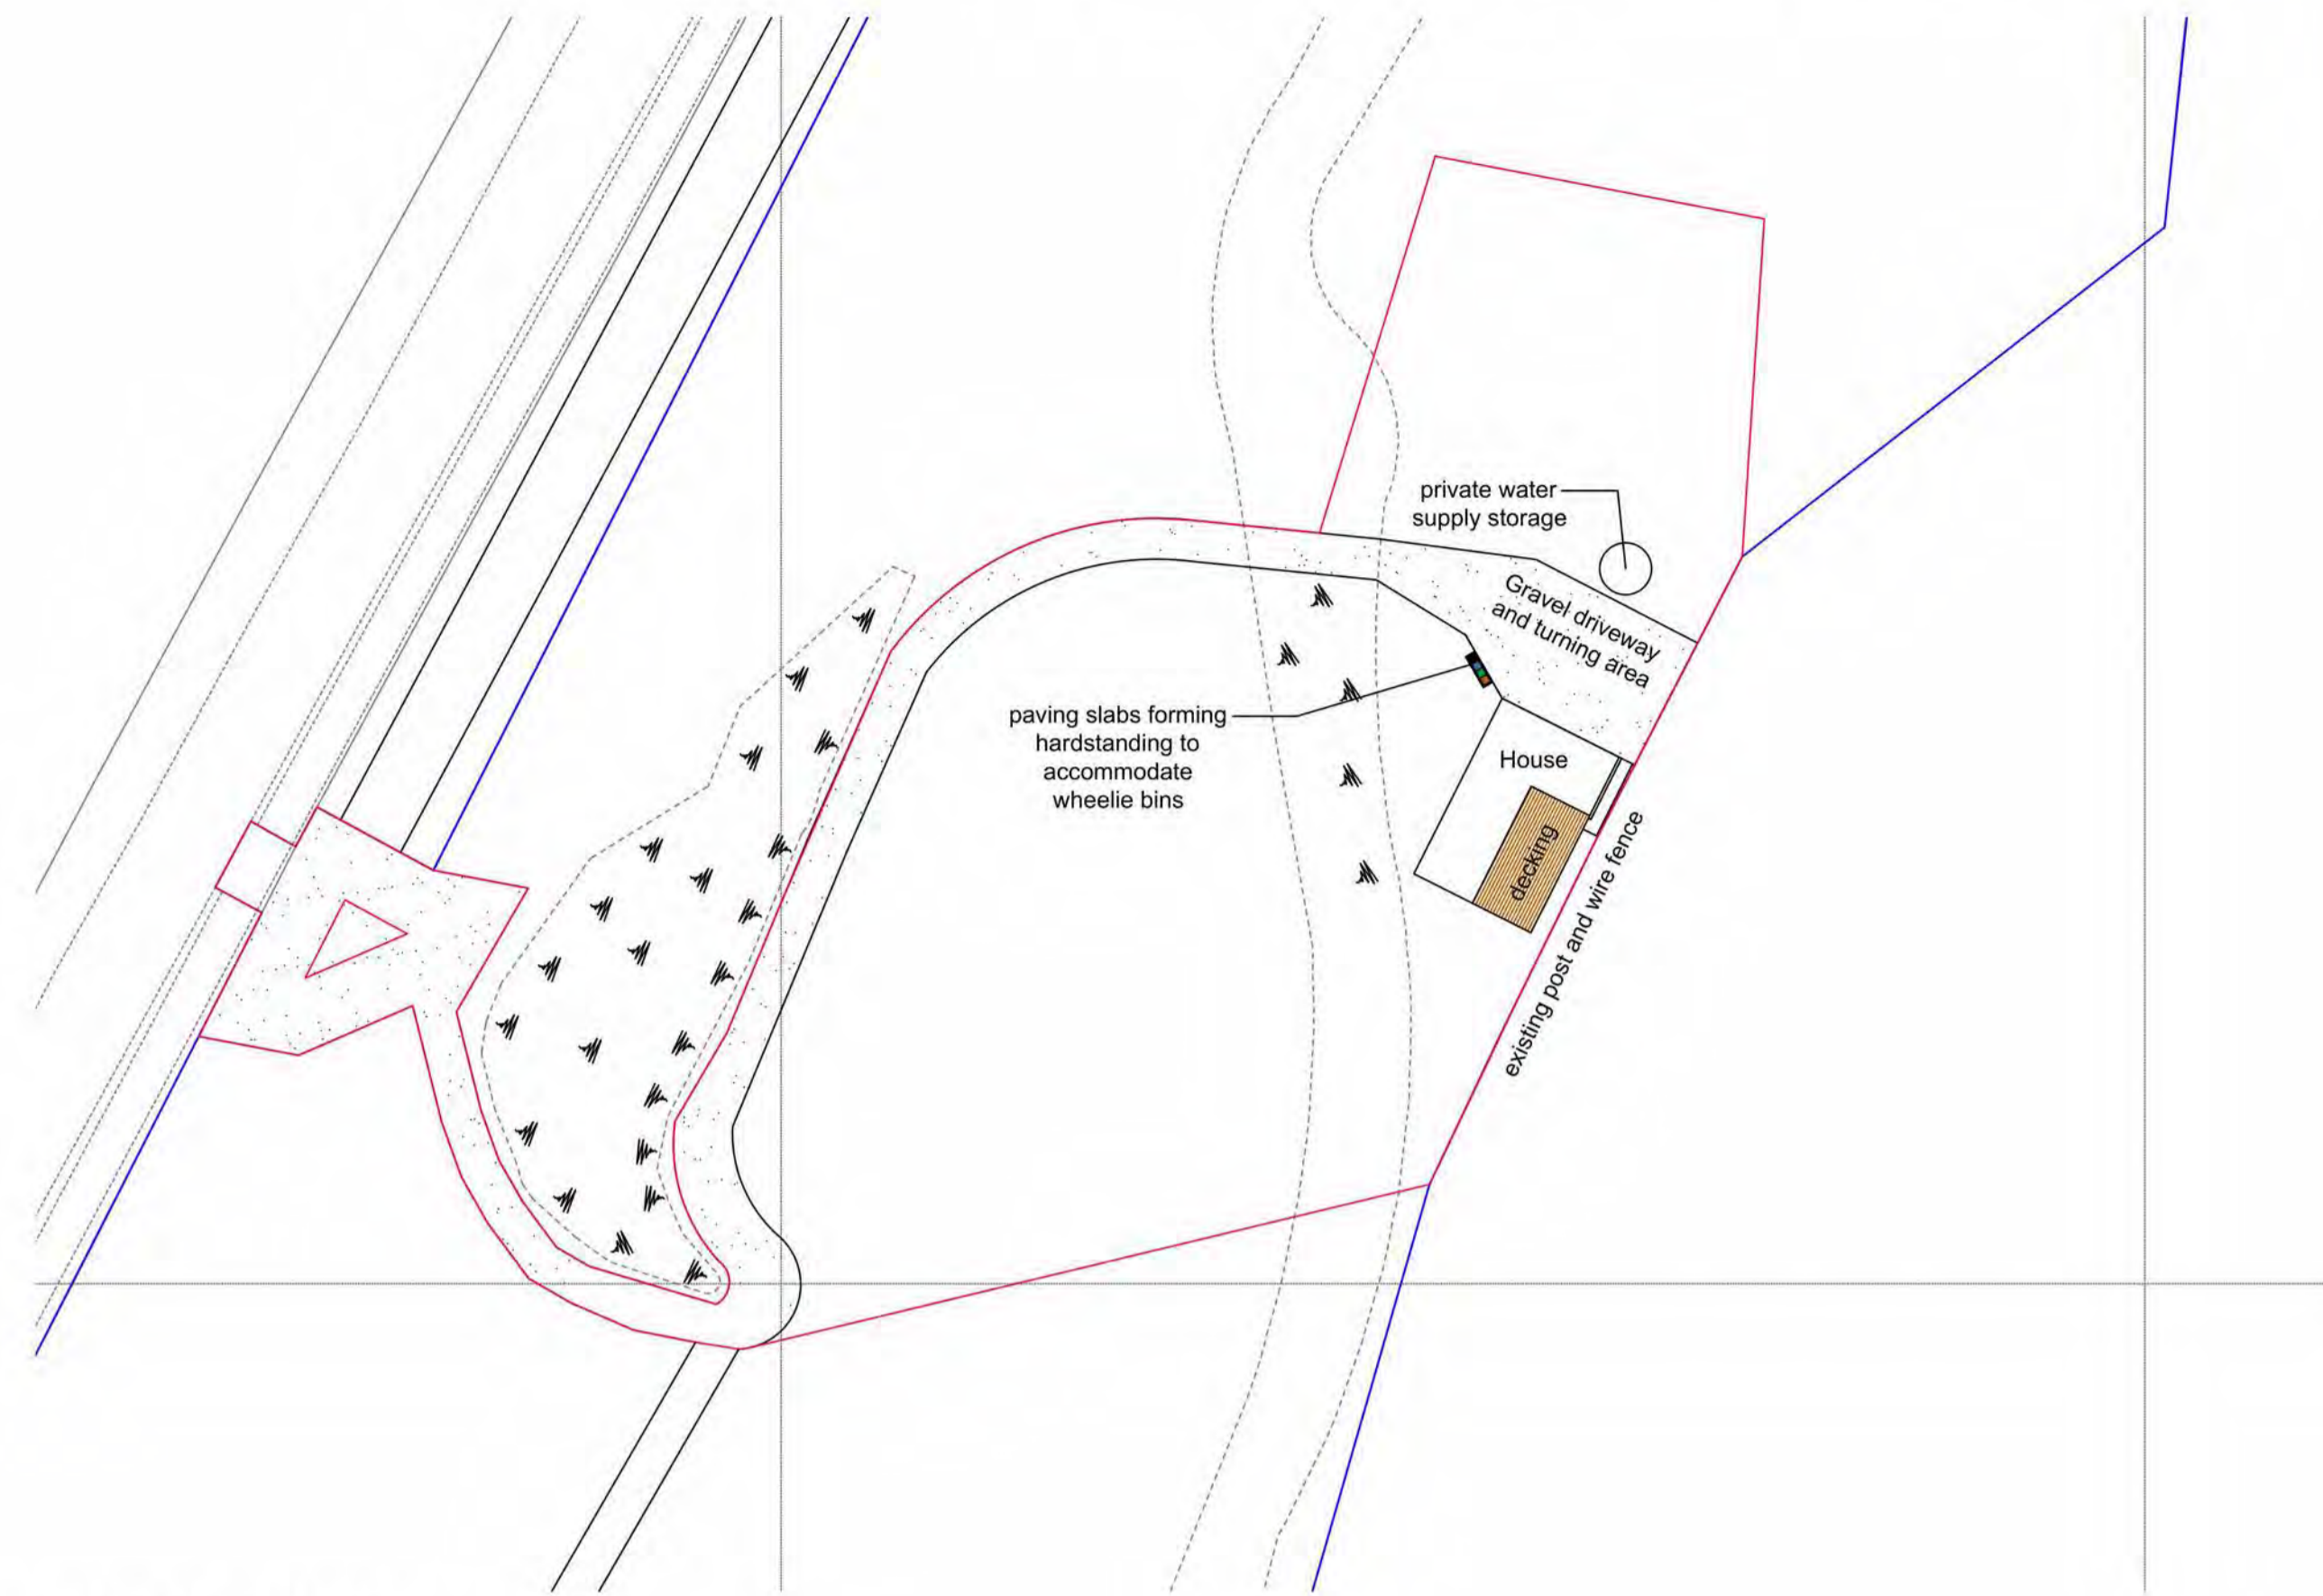 private water
supply storage
Gravel driveway
and turning area
paving slabs forming
hardstanding to
accommodate
wheelie bins
House
decking
existing post and wire fence